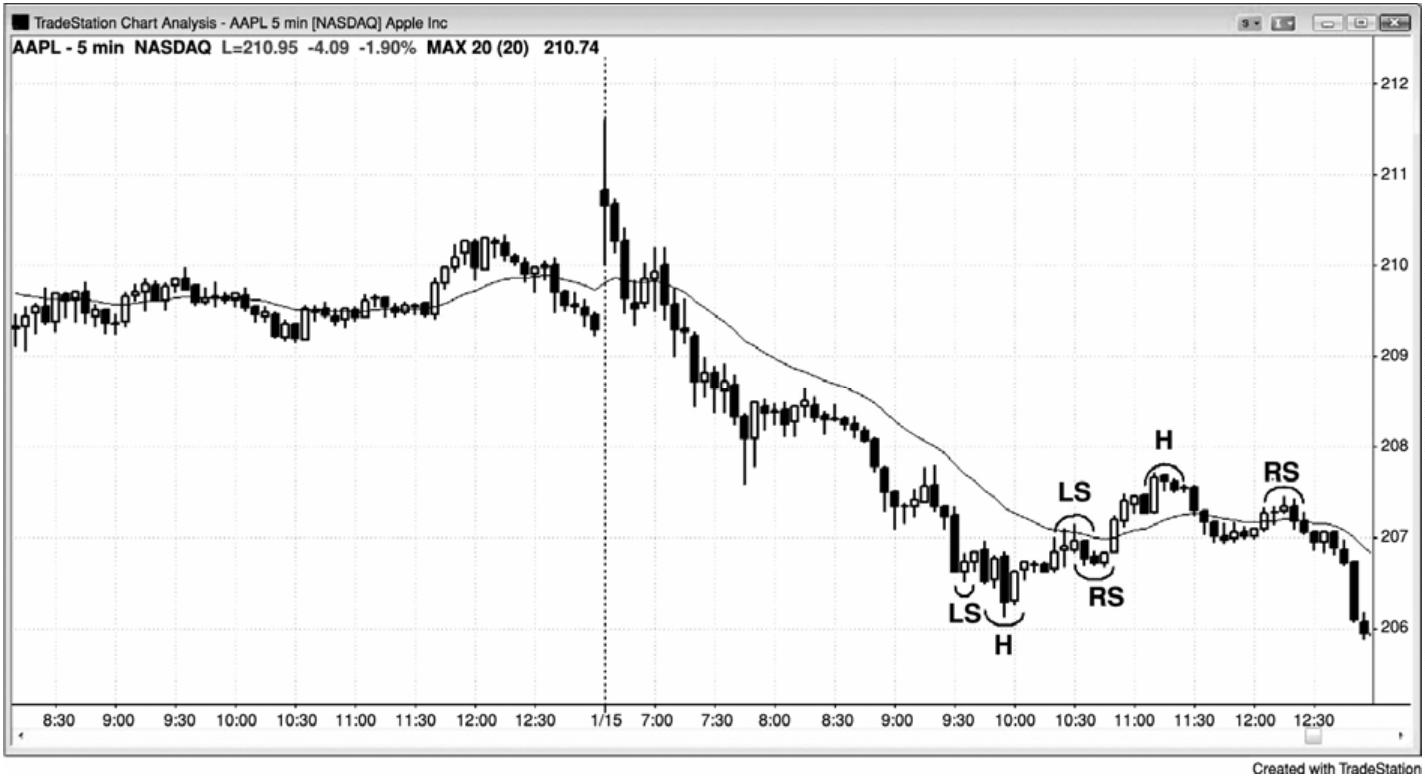 TradeStation Chart Analysis - AAPL 5 min [NASDAQ] Apple Inc
AAPL - 5 min NASDAQ L=210.95 -4.09 -1.90% MAX 20 (20) 210.74
212
211
210
209
208
H
RS
LS
207
RS
LS
206
H
8:30 9:00 9:30 10:00 10:30 11:00 11:30 12:00 12:30 1/15 7:00 7:30 8:00 8:30 9:00 9:30 10:00 10:30 11:00 11:30 12:00 12:30
Created with TradeStation